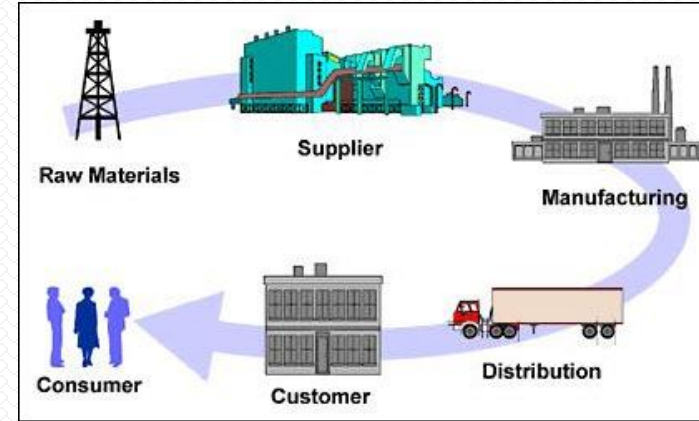 Raw Materials
Supplier
Manufacturing
Distribution
Customer
Consumer